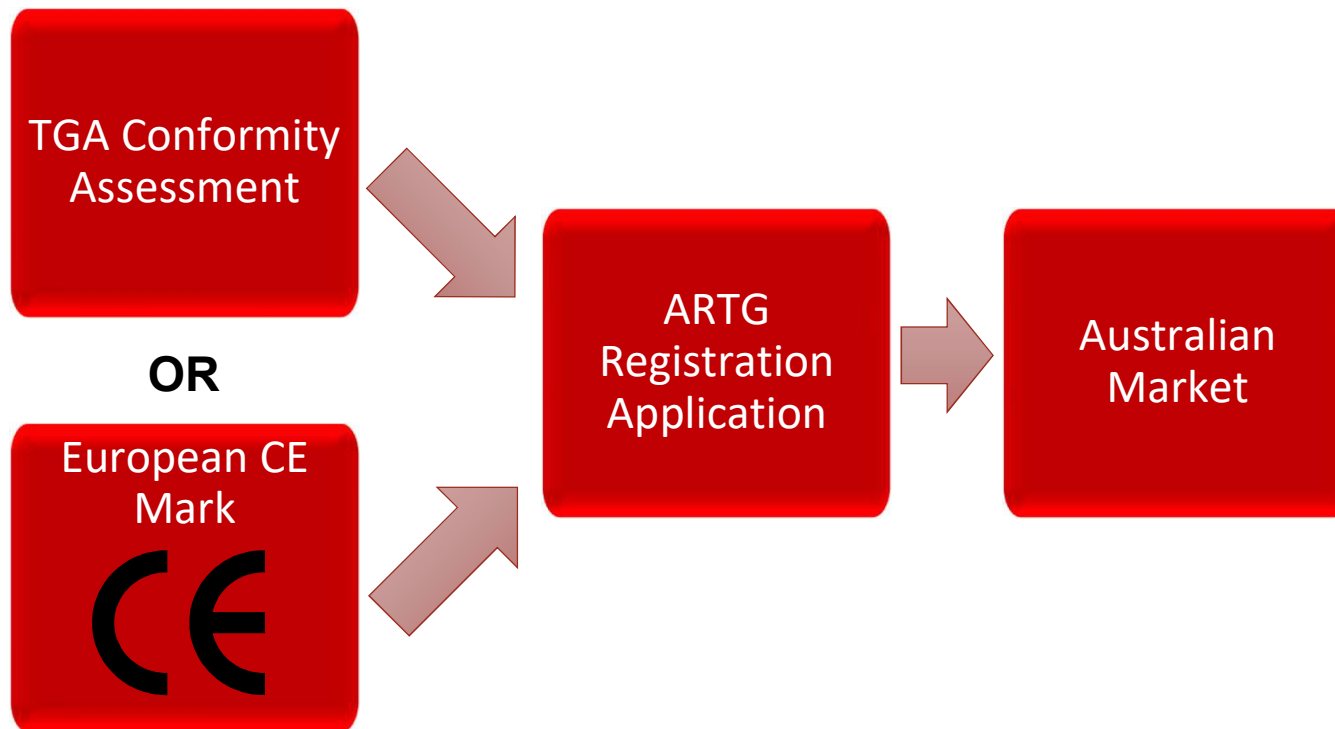 TGA Conformity
Assessment
OR
European CE
Mark
CE
ARTG
Registration
Application
Australian
Market